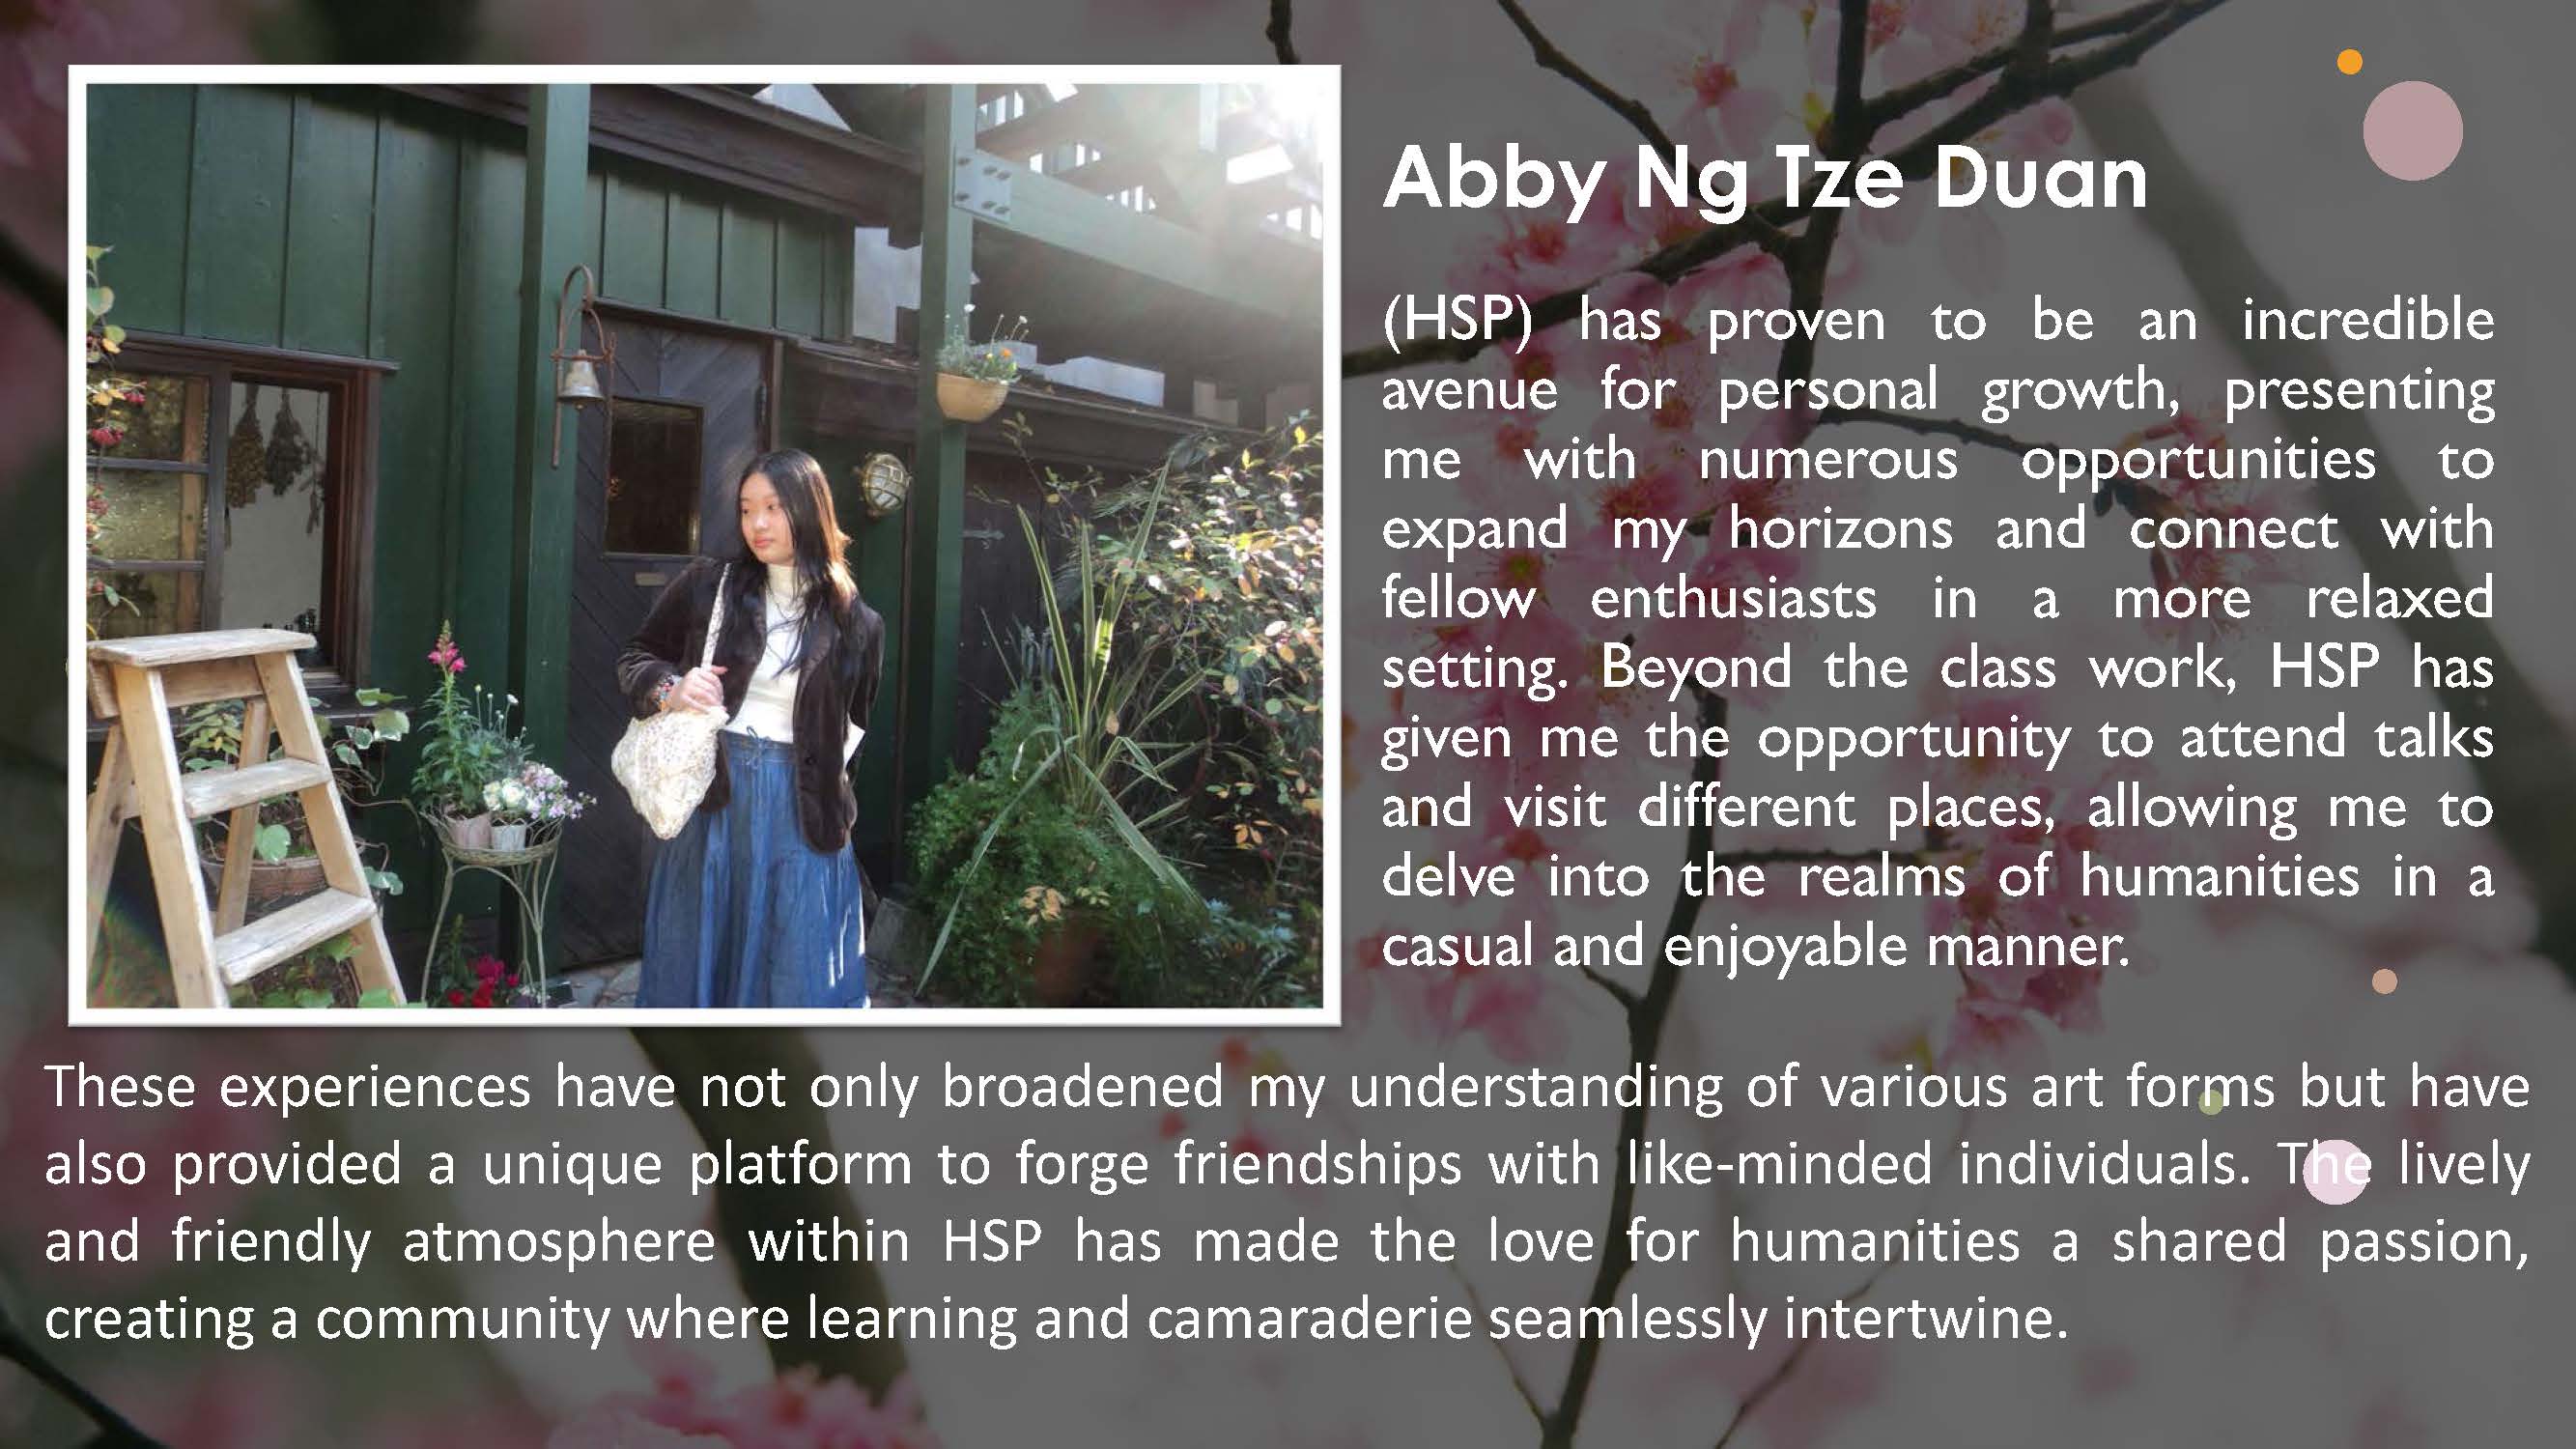 Abby Ng Tze Duan
(HSP) has proven to be an incredible
avenue for personal growth, presenting
me with numerous opportunities to
expand my horizons and connect with
fellow enthusiasts in a more relaxed
setting. Beyond the class work, HSP has
given me the opportunity to attend talks
and visit different places, allowing me to
delve into the realms of humanities in a
casual and enjoyable manner.
These experiences have not only broadened my understanding of various art forms but have
also provided a unique platform to forge friendships with like-minded individuals. The lively
and friendly atmosphere within HSP has made the love for humanities a shared passion,
creating a community where learning and camaraderie seamlessly intertwine.